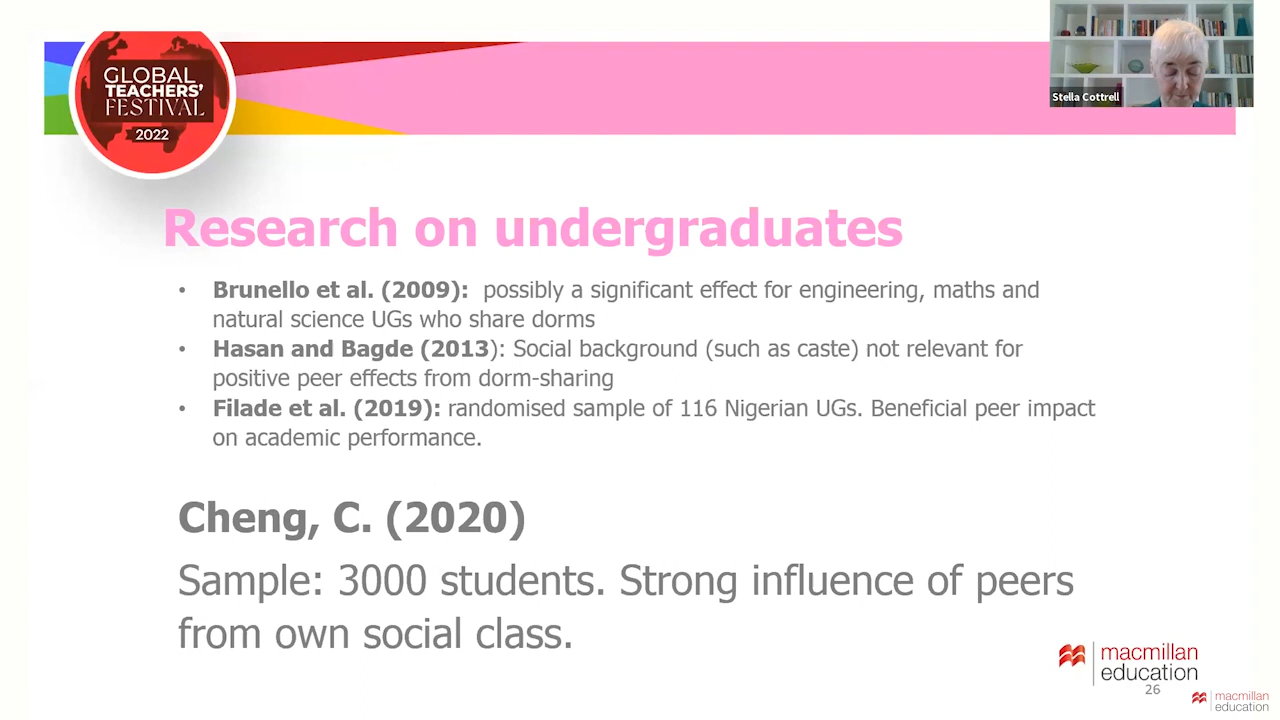 GLOBAL
TEACHERS'
FESTIVAL
2022
Stella Cottrell
Research on undergraduates
• Brunello et al. (2009): possibly a significant effect for engineering, maths and
natural science UGs who share dorms
• Hasan and Bagde (2013): Social background (such as caste) not relevant for
positive peer effects from dorm-sharing
• Filade et al. (2019): randomised sample of 116 Nigerian UGs. Beneficial peer impact
on academic performance.
Cheng, C. (2020)
Sample: 3000 students. Strong influence of peers
from own social class.
macmillan
education
26
macmillan
education